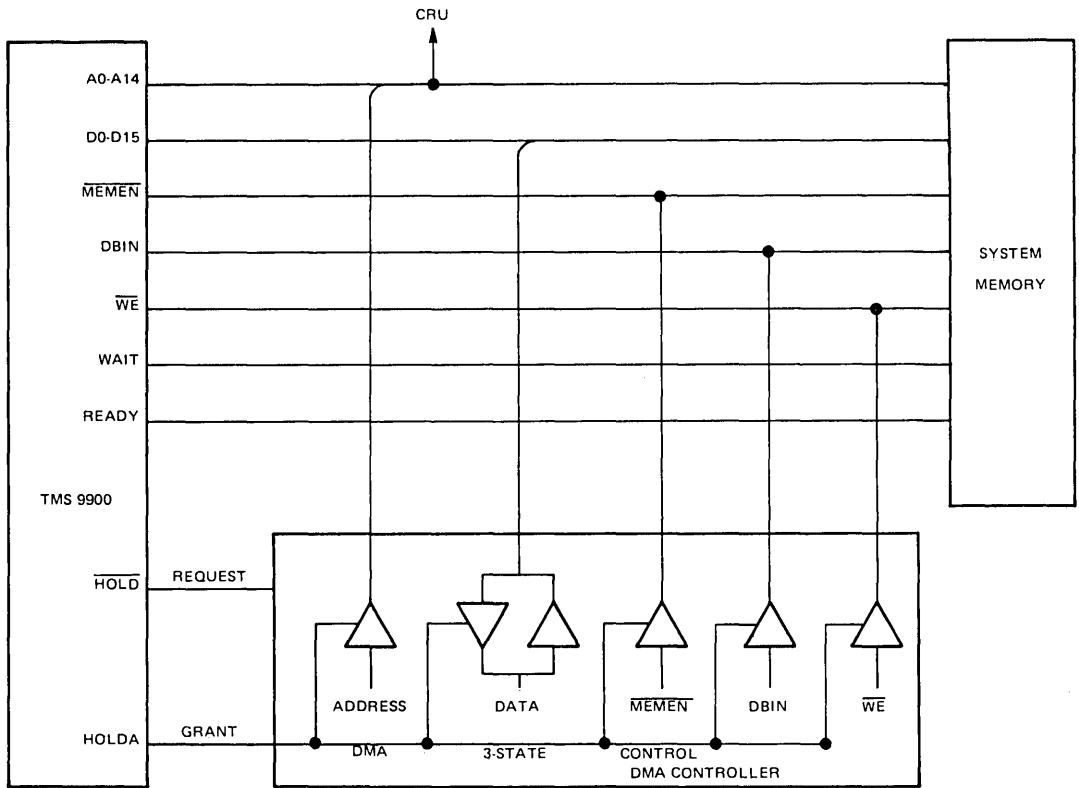 CRU
A0-A14
D0-D15
MEMEN
DBIN
WE
WAIT
READY
TMS 9900
HOLD
REQUEST
HOLDA
GRANT
SYSTEM
MEMORY
ADDRESS
DATA
MEMEN
DBIN
WE
DMA 3-STATE CONTROL
DMA CONTROLLER